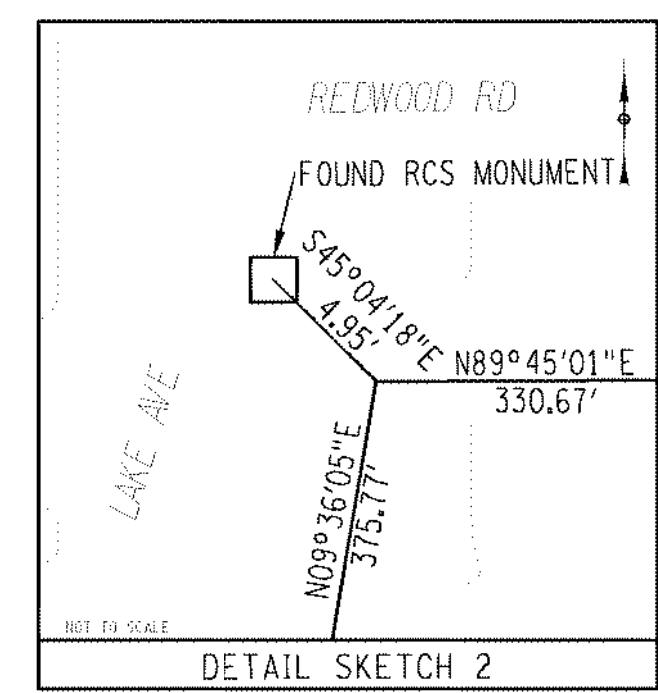 REDWOOD RD
FOUND RCS MONUMENT
S45°04'18"E
4.95'
N89°45'01"E
330.67'
LAKE AVE
N09°36'05"E
375.77'
NOT TO SCALE
DETAIL SKETCH 2